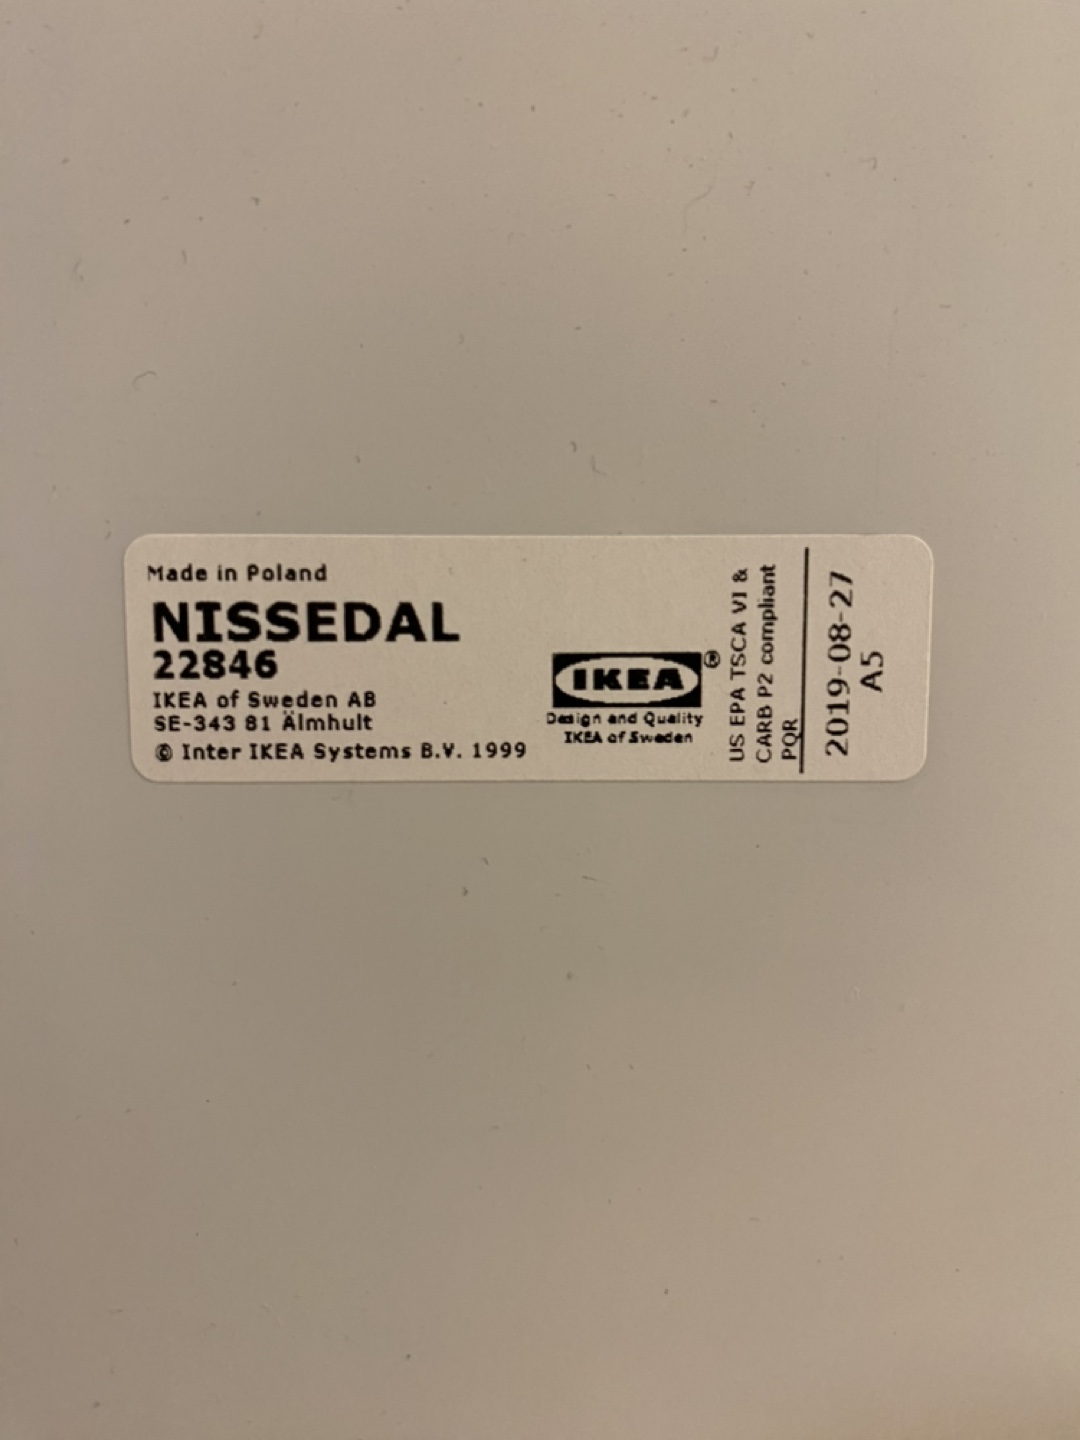 Made in Poland
NISSEDAL
22846
IKEA of Sweden AB
SE-343 81 Älmhult
© Inter IKEA Systems B.V. 1999
IKEA®
Design and Quality
IKEA of Sweden
US EPA TSCA VI &
CARB P2 compliant
PQR
2019-08-27
A5